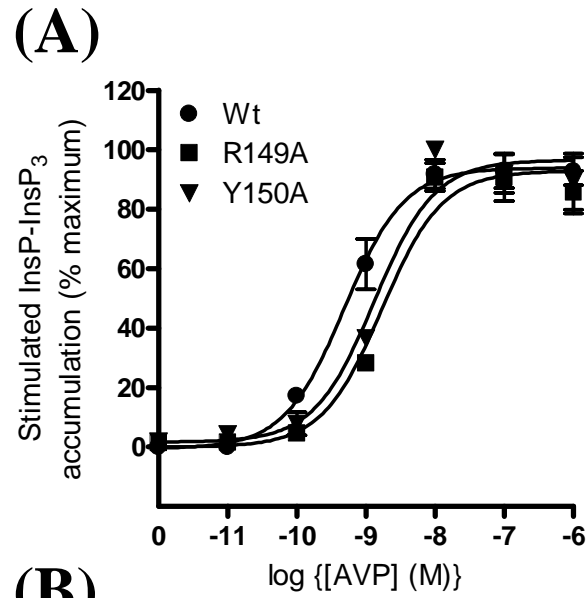 (A)
Stimulated InsP-InsP₃
accumulation (% maximum)
120
100
80
60
40
20
0
Wt
R149A
Y150A
0 -11 -10 -9 -8 -7 -6
log {[AVP] (M)}
(B)